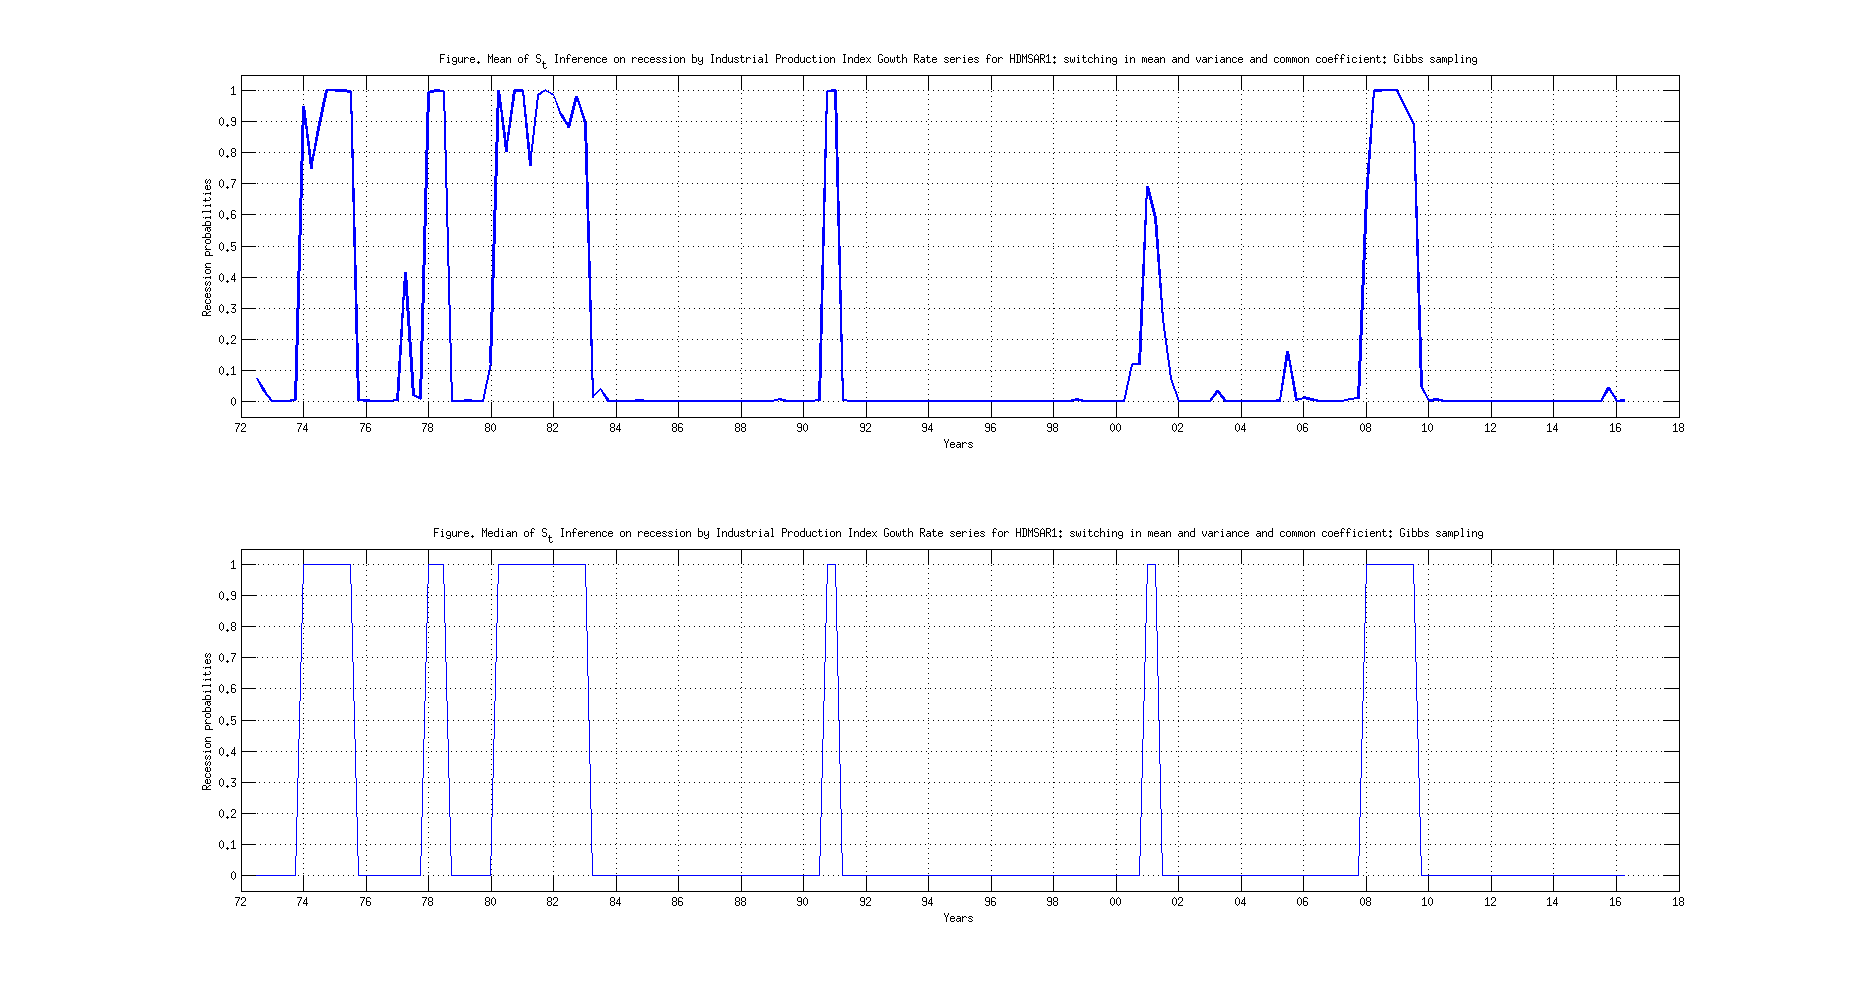 Figure. Mean of St Inference on recession by Industrial Production Index Gowth Rate series for HDMSAR1: switching in mean and variance and common coefficient: Gibbs sampling
1
0.9
0.8
0.7
0.6
0.5
0.4
0.3
0.2
0.1
0
Recession probabilities
72 74 76 78 80 82 84 86 88 90 92 94 96 98 00 02 04 06 08 10 12 14 16 18
Years
Figure. Median of St Inference on recession by Industrial Production Index Gowth Rate series for HDMSAR1: switching in mean and variance and common coefficient: Gibbs sampling
1
0.9
0.8
0.7
0.6
0.5
0.4
0.3
0.2
0.1
0
Recession probabilities
72 74 76 78 80 82 84 86 88 90 92 94 96 98 00 02 04 06 08 10 12 14 16 18
Years